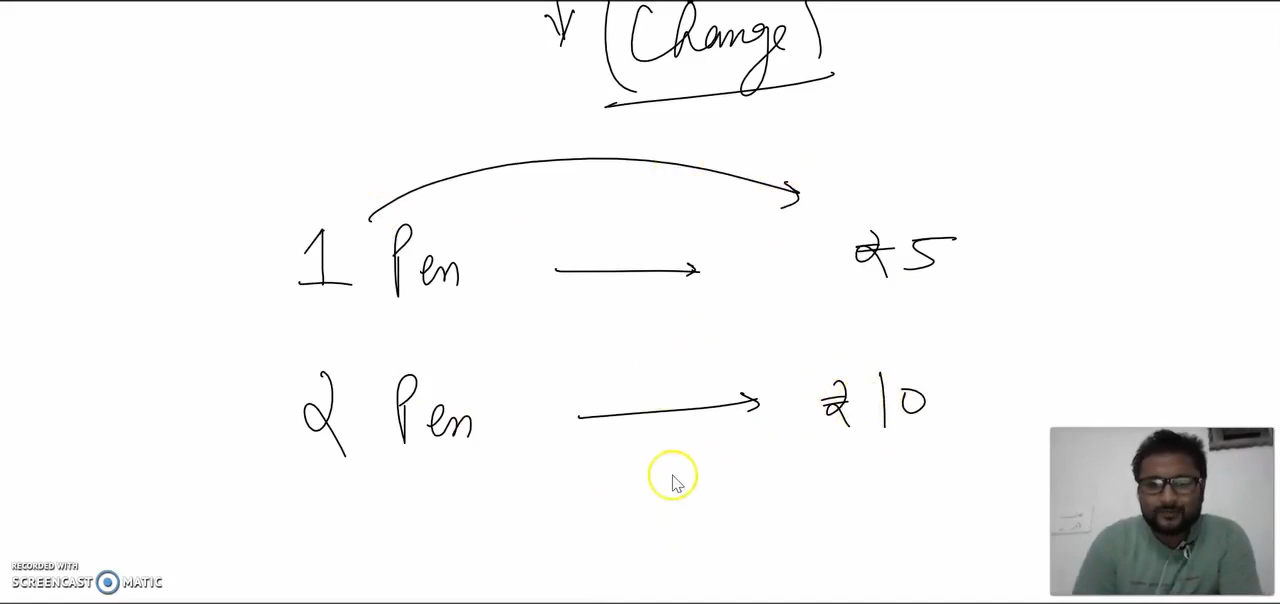 (Change)
1 Pen → ₹5
2 Pen → ₹10
RECORDED WITH
SCREENCAST MATIC